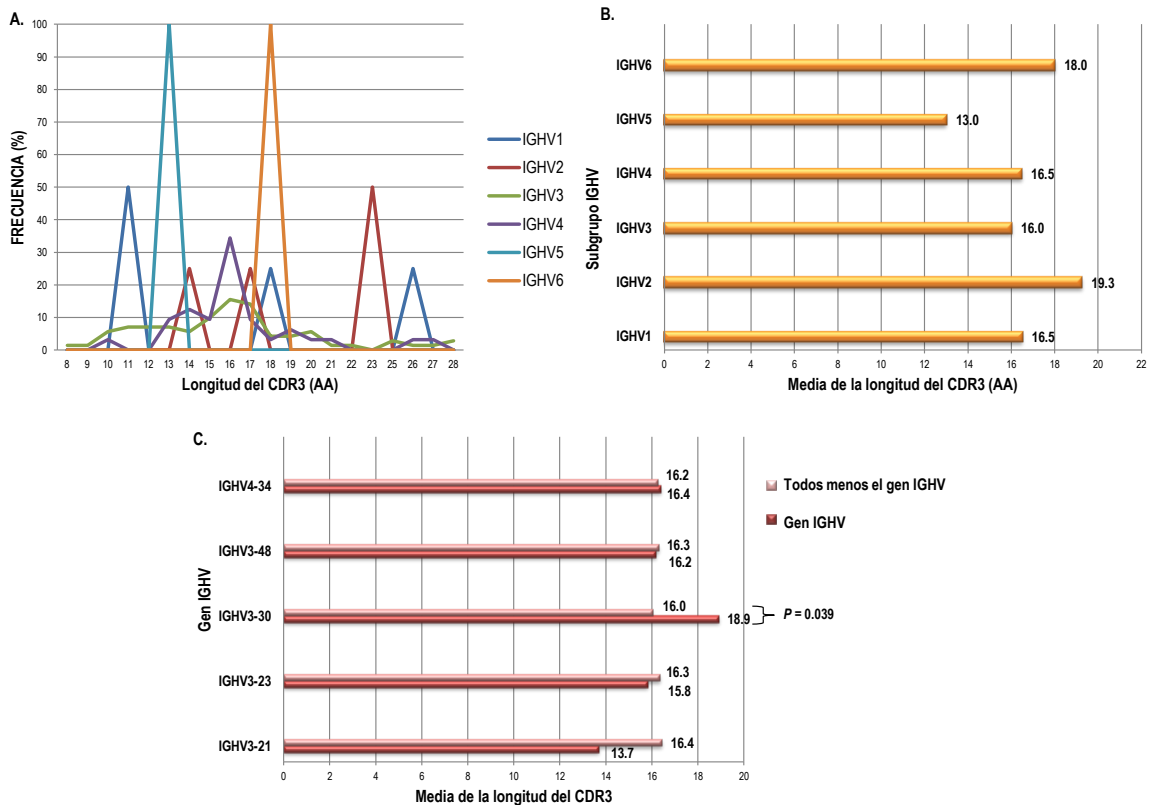 A.
FRECUENCIA (%)
100
90
80
70
60
50
40
30
20
10
0
8 9 10 11 12 13 14 15 16 17 18 19 20 21 22 23 25 26 27 28
Longitud del CDR3 (AA)
IGHV1
IGHV2
IGHV3
IGHV4
IGHV5
IGHV6
B.
Subgrupo IGHV
IGHV6 18.0
IGHV5 13.0
IGHV4 16.5
IGHV3 16.0
IGHV2 19.3
IGHV1 16.5
0 2 4 6 8 10 12 14 16 18 20 22
Media de la longitud del CDR3 (AA)
C.
Gen IGHV
IGHV4-34 16.2
16.4
IGHV3-48 16.3
16.2
IGHV3-30 16.0
18.9
P = 0.039
IGHV3-23 16.3
15.8
IGHV3-21 16.4
13.7
0 2 4 6 8 10 12 14 16 18 20
Media de la longitud del CDR3
Todos menos el gen IGHV
Gen IGHV